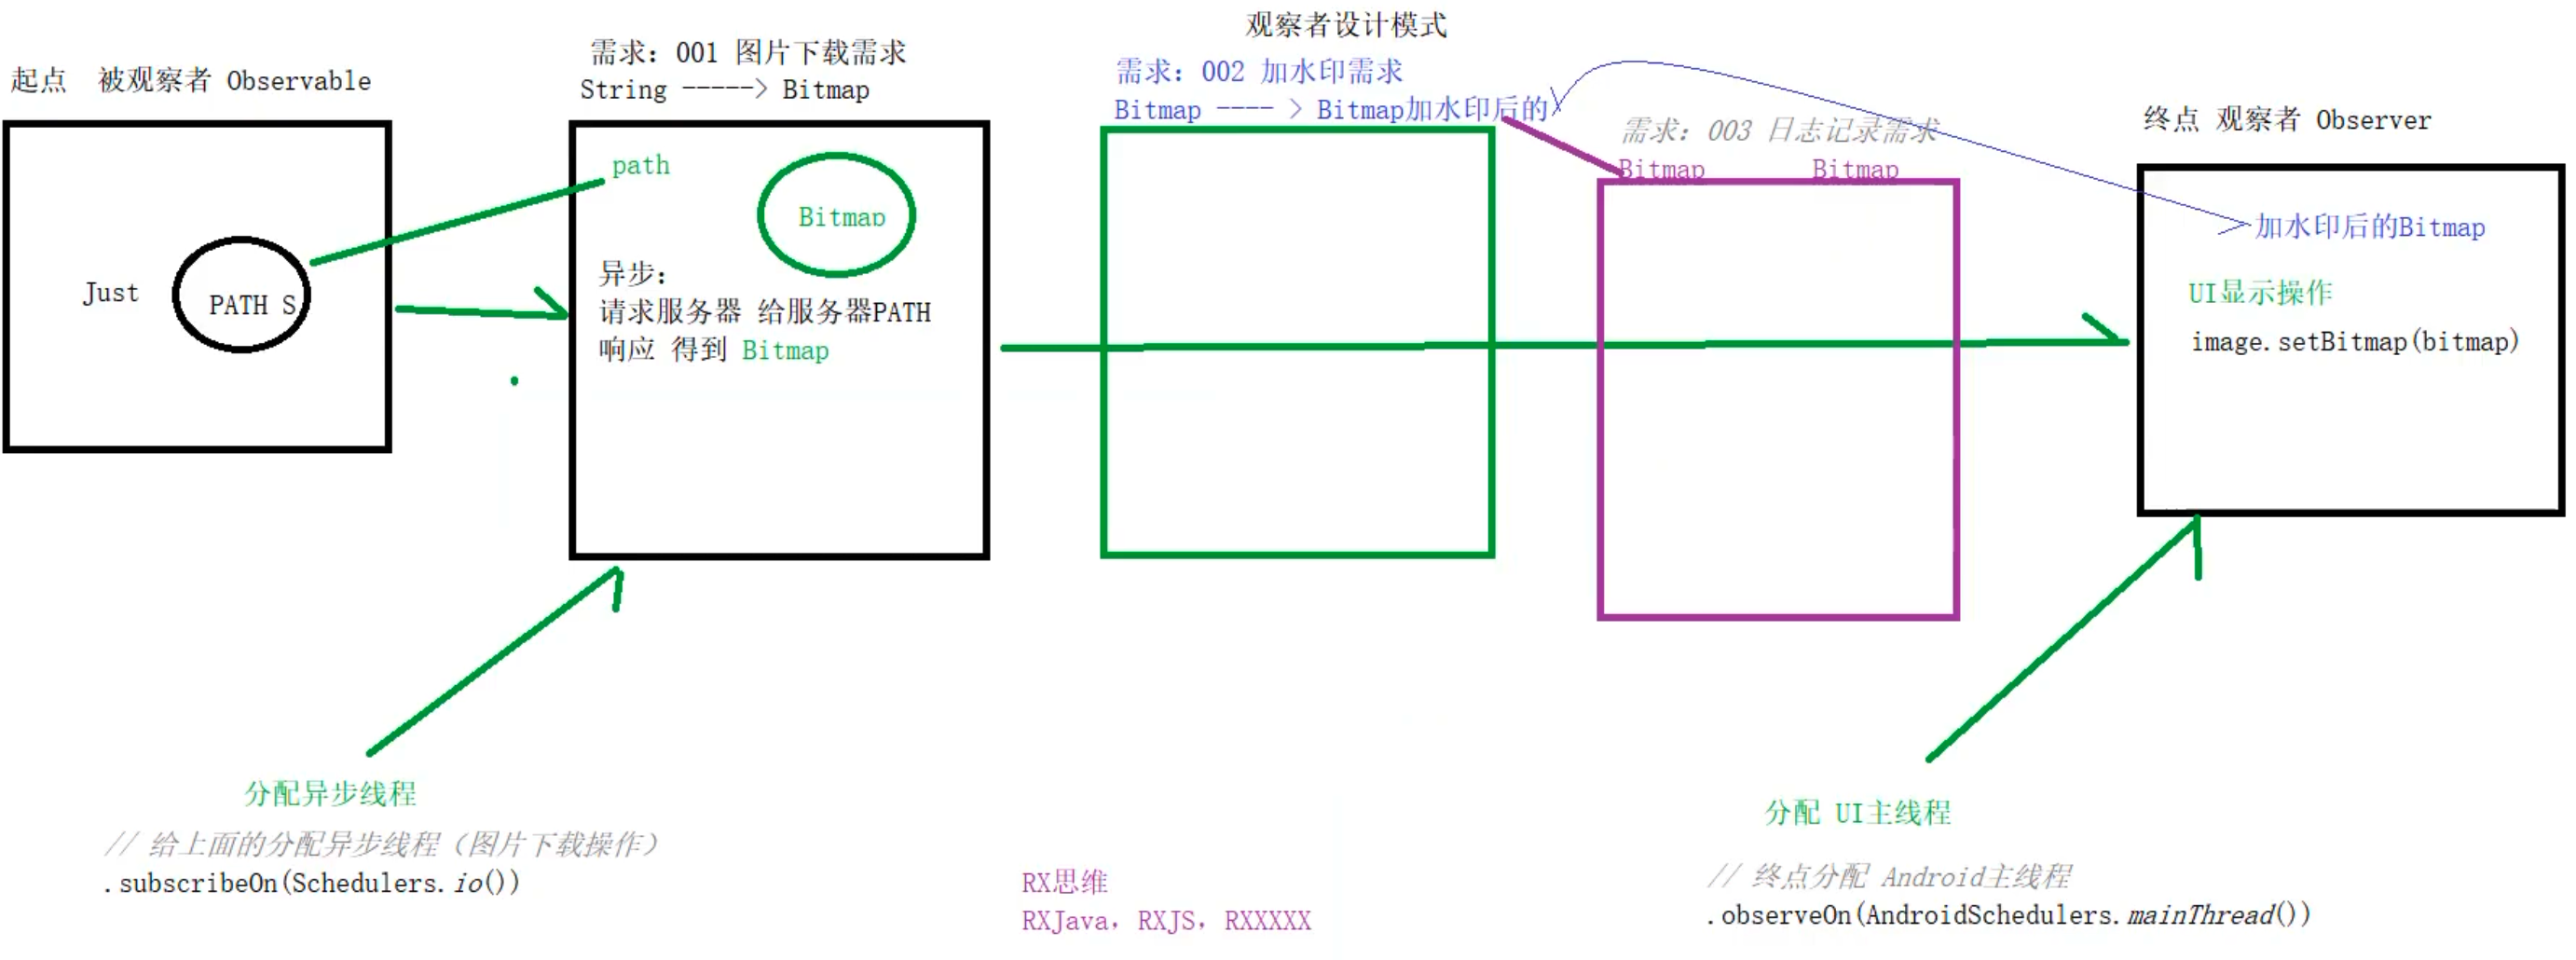 观察者设计模式
起点 被观察者 Observable
Just
PATH S
需求：001 图片下载需求
String -----> Bitmap
path
Bitmap
异步：
请求服务器 给服务器PATH
响应 得到 Bitmap
需求：002 加水印需求
Bitmap ---- > Bitmap加水印后的
需求：003 日志记录需求
Bitmap Bitmap
终点 观察者 Observer
加水印后的Bitmap
UI显示操作
image.setBitmap(bitmap)
分配异步线程
// 给上面的分配异步线程（图片下载操作）
.subscribeOn(Schedulers.io())
RX思维
RXJava，RXJS，RXXXXX
分配 UI主线程
// 终点分配 Android主线程
.observeOn(AndroidSchedulers.mainThread())